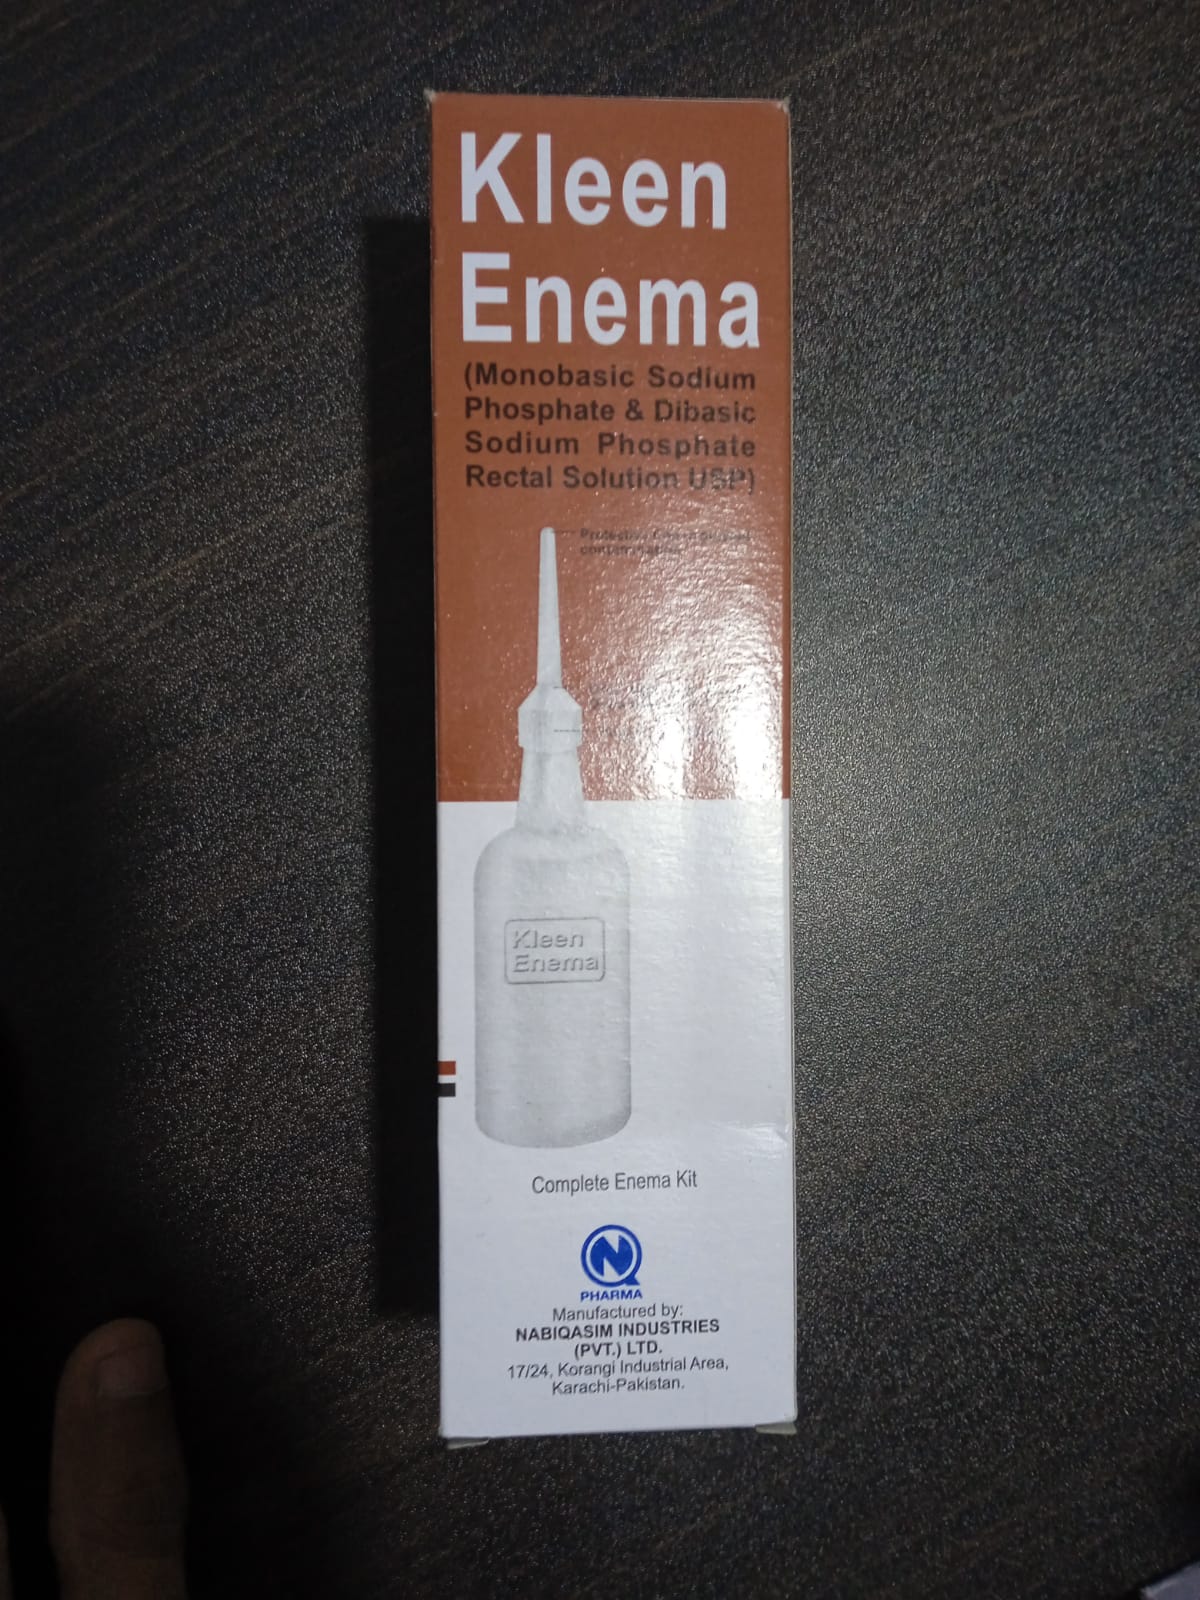 Kleen
Enema
(Monobasic Sodium
Phosphate & Dibasic
Sodium Phosphate
Rectal Solution USP)
Kleen
Enema
Complete Enema Kit
NQ
PHARMA
Manufactured by:
NABIQASIM INDUSTRIES
(PVT.) LTD.
17/24, Korangi Industrial Area,
Karachi-Pakistan.